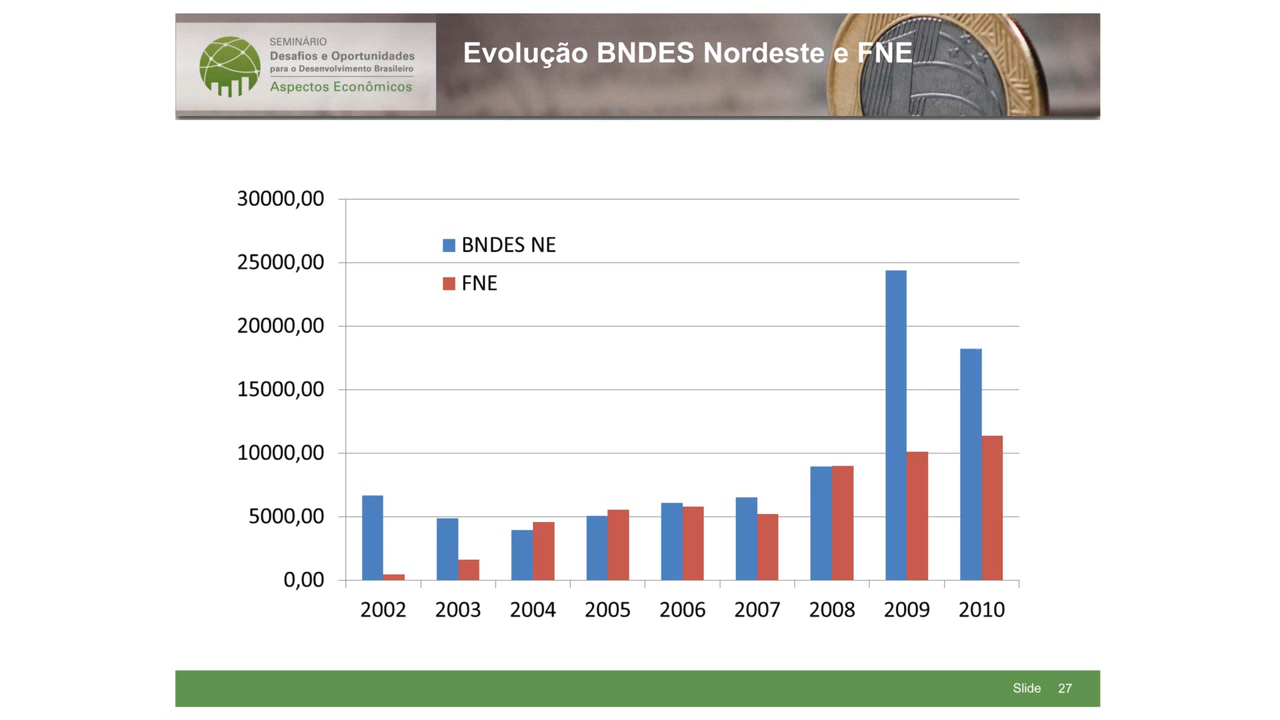 SEMINÁRIO
Desafios e Oportunidades
para o Desenvolvimento Brasileiro
Aspectos Econômicos
Evolução BNDES Nordeste e FNE
30000,00
25000,00
20000,00
15000,00
10000,00
5000,00
0,00
BNDES NE
FNE
2002 2003 2004 2005 2006 2007 2008 2009 2010
Slide 27